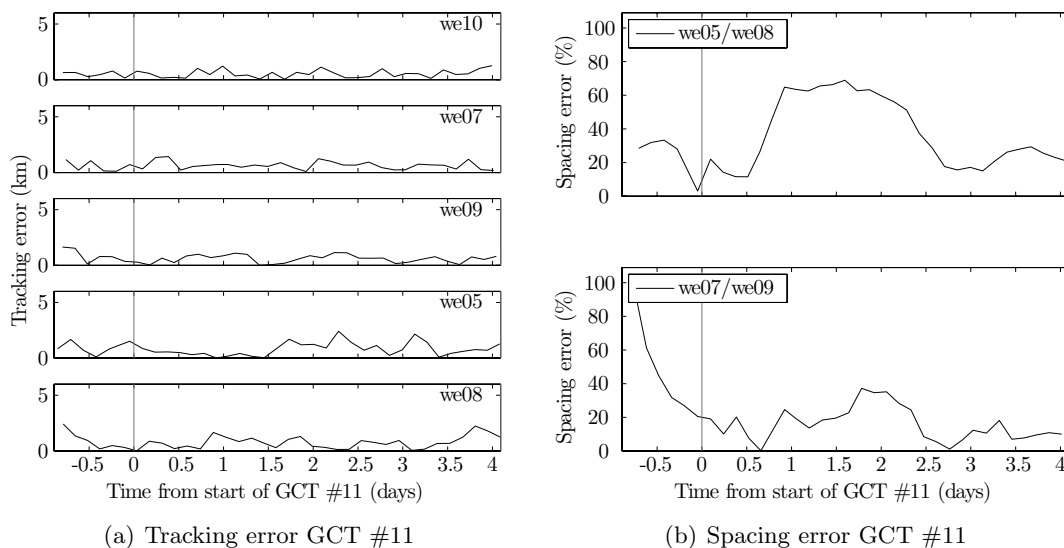 we10
5
0
we07
5
0
Tracking error (km)
we09
5
0
we05
5
0
we08
5
0
-0.5 0 0.5 1 1.5 2 2.5 3 3.5 4
Time from start of GCT #11 (days)
(a) Tracking error GCT #11
we05/we08
Spacing error (%)
100
80
60
40
20
0
we07/we09
Spacing error (%)
100
80
60
40
20
0
-0.5 0 0.5 1 1.5 2 2.5 3 3.5 4
Time from start of GCT #11 (days)
(b) Spacing error GCT #11